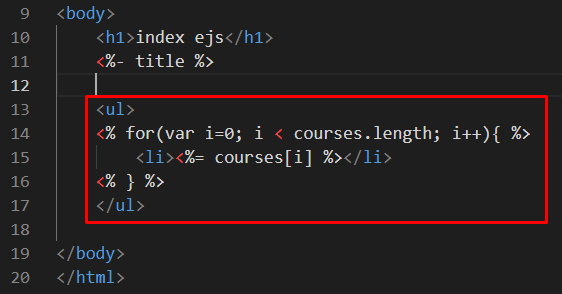 9 <body>
10 <h1>index ejs</h1>
11 <%- title %>
12
13 <ul>
14 <% for(var i=0; i < courses.length; i++){ %>
15 <li><%= courses[i] %></li>
16 <% } %>
17 </ul>
18
19 </body>
20 </html>